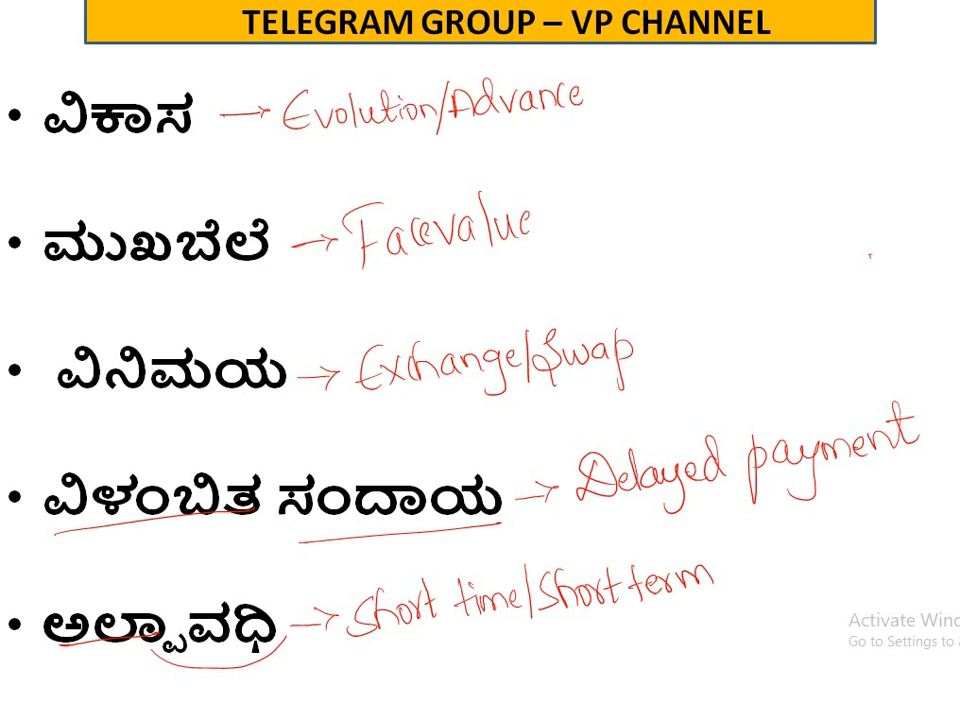 TELEGRAM GROUP – VP CHANNEL
• ವಿಕಾಸ → Evolution/Advance
• ಮುಖಬೆಲೆ → Facevalue
• ವಿನಿಮಯ → Exchange/Swap
• ವಿಳಂಬಿತ ಸಂದಾಯ → Delayed payment
• ಅಲ್ಪಾವಧಿ → Short time/Short term
Activate Wind
Go to Settings to